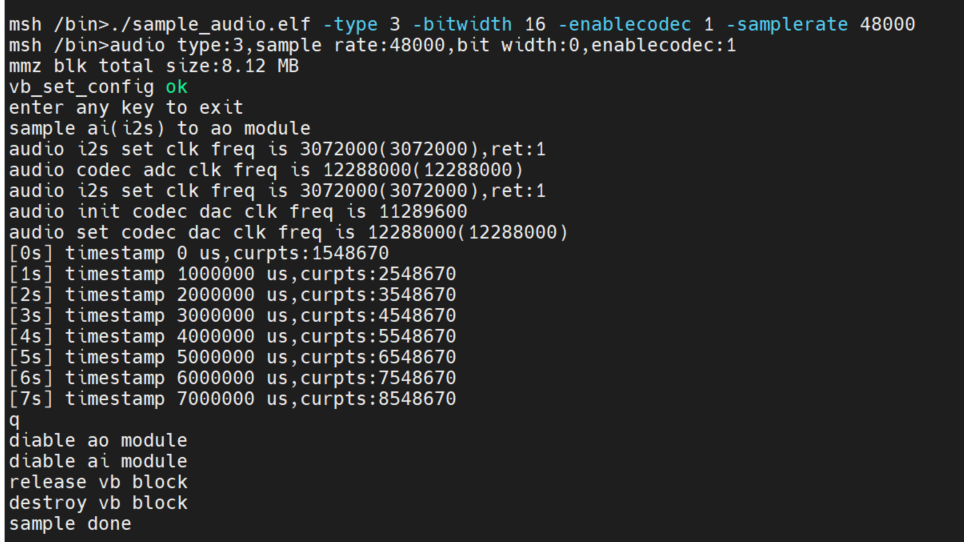 msh /bin>./sample_audio.elf -type 3 -bitwidth 16 -enablecodec 1 -samplerate 48000
msh /bin>audio type:3,sample rate:48000,bit width:0,enablecodec:1
mmz blk total size:8.12 MB
vb_set_config ok
enter any key to exit
sample ai(i2s) to ao module
audio i2s set clk freq is 3072000(3072000),ret:1
audio codec adc clk freq is 12288000(12288000)
audio i2s set clk freq is 3072000(3072000),ret:1
audio init codec dac clk freq is 11289600
audio set codec dac clk freq is 12288000(12288000)
[0s] timestamp 0 us,curpts:1548670
[1s] timestamp 1000000 us,curpts:2548670
[2s] timestamp 2000000 us,curpts:3548670
[3s] timestamp 3000000 us,curpts:4548670
[4s] timestamp 4000000 us,curpts:5548670
[5s] timestamp 5000000 us,curpts:6548670
[6s] timestamp 6000000 us,curpts:7548670
[7s] timestamp 7000000 us,curpts:8548670
q
diable ao module
diable ai module
release vb block
destroy vb block
sample done